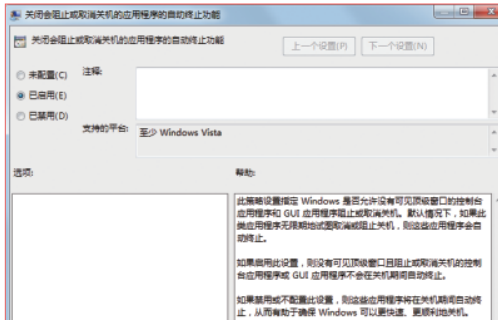 关闭会阻止或取消关机的应用程序的自动终止功能
关闭会阻止或取消关机的应用程序的自动终止功能
上一个设置(P) 下一个设置(N)
未配置(C) 注释:
已启用(E)
已禁用(D)
支持的平台: 至少 Windows Vista
选项: 帮助:
此策略设置指定 Windows 是否允许没有可见顶级窗口的控制台
应用程序和 GUI 应用程序阻止或取消关机。默认情况下，如果此
类应用程序无限期地试图取消或阻止关机，则这些应用程序会自
动终止。
如果启用此设置，则没有可见顶级窗口且阻止或取消关机的控制
台应用程序或 GUI 应用程序不会在关机期间自动终止。
如果禁用或不配置此设置，则这些应用程序将在关机期间自动终
止，从而有助于确保 Windows 可以更快速、更顺利地关机。